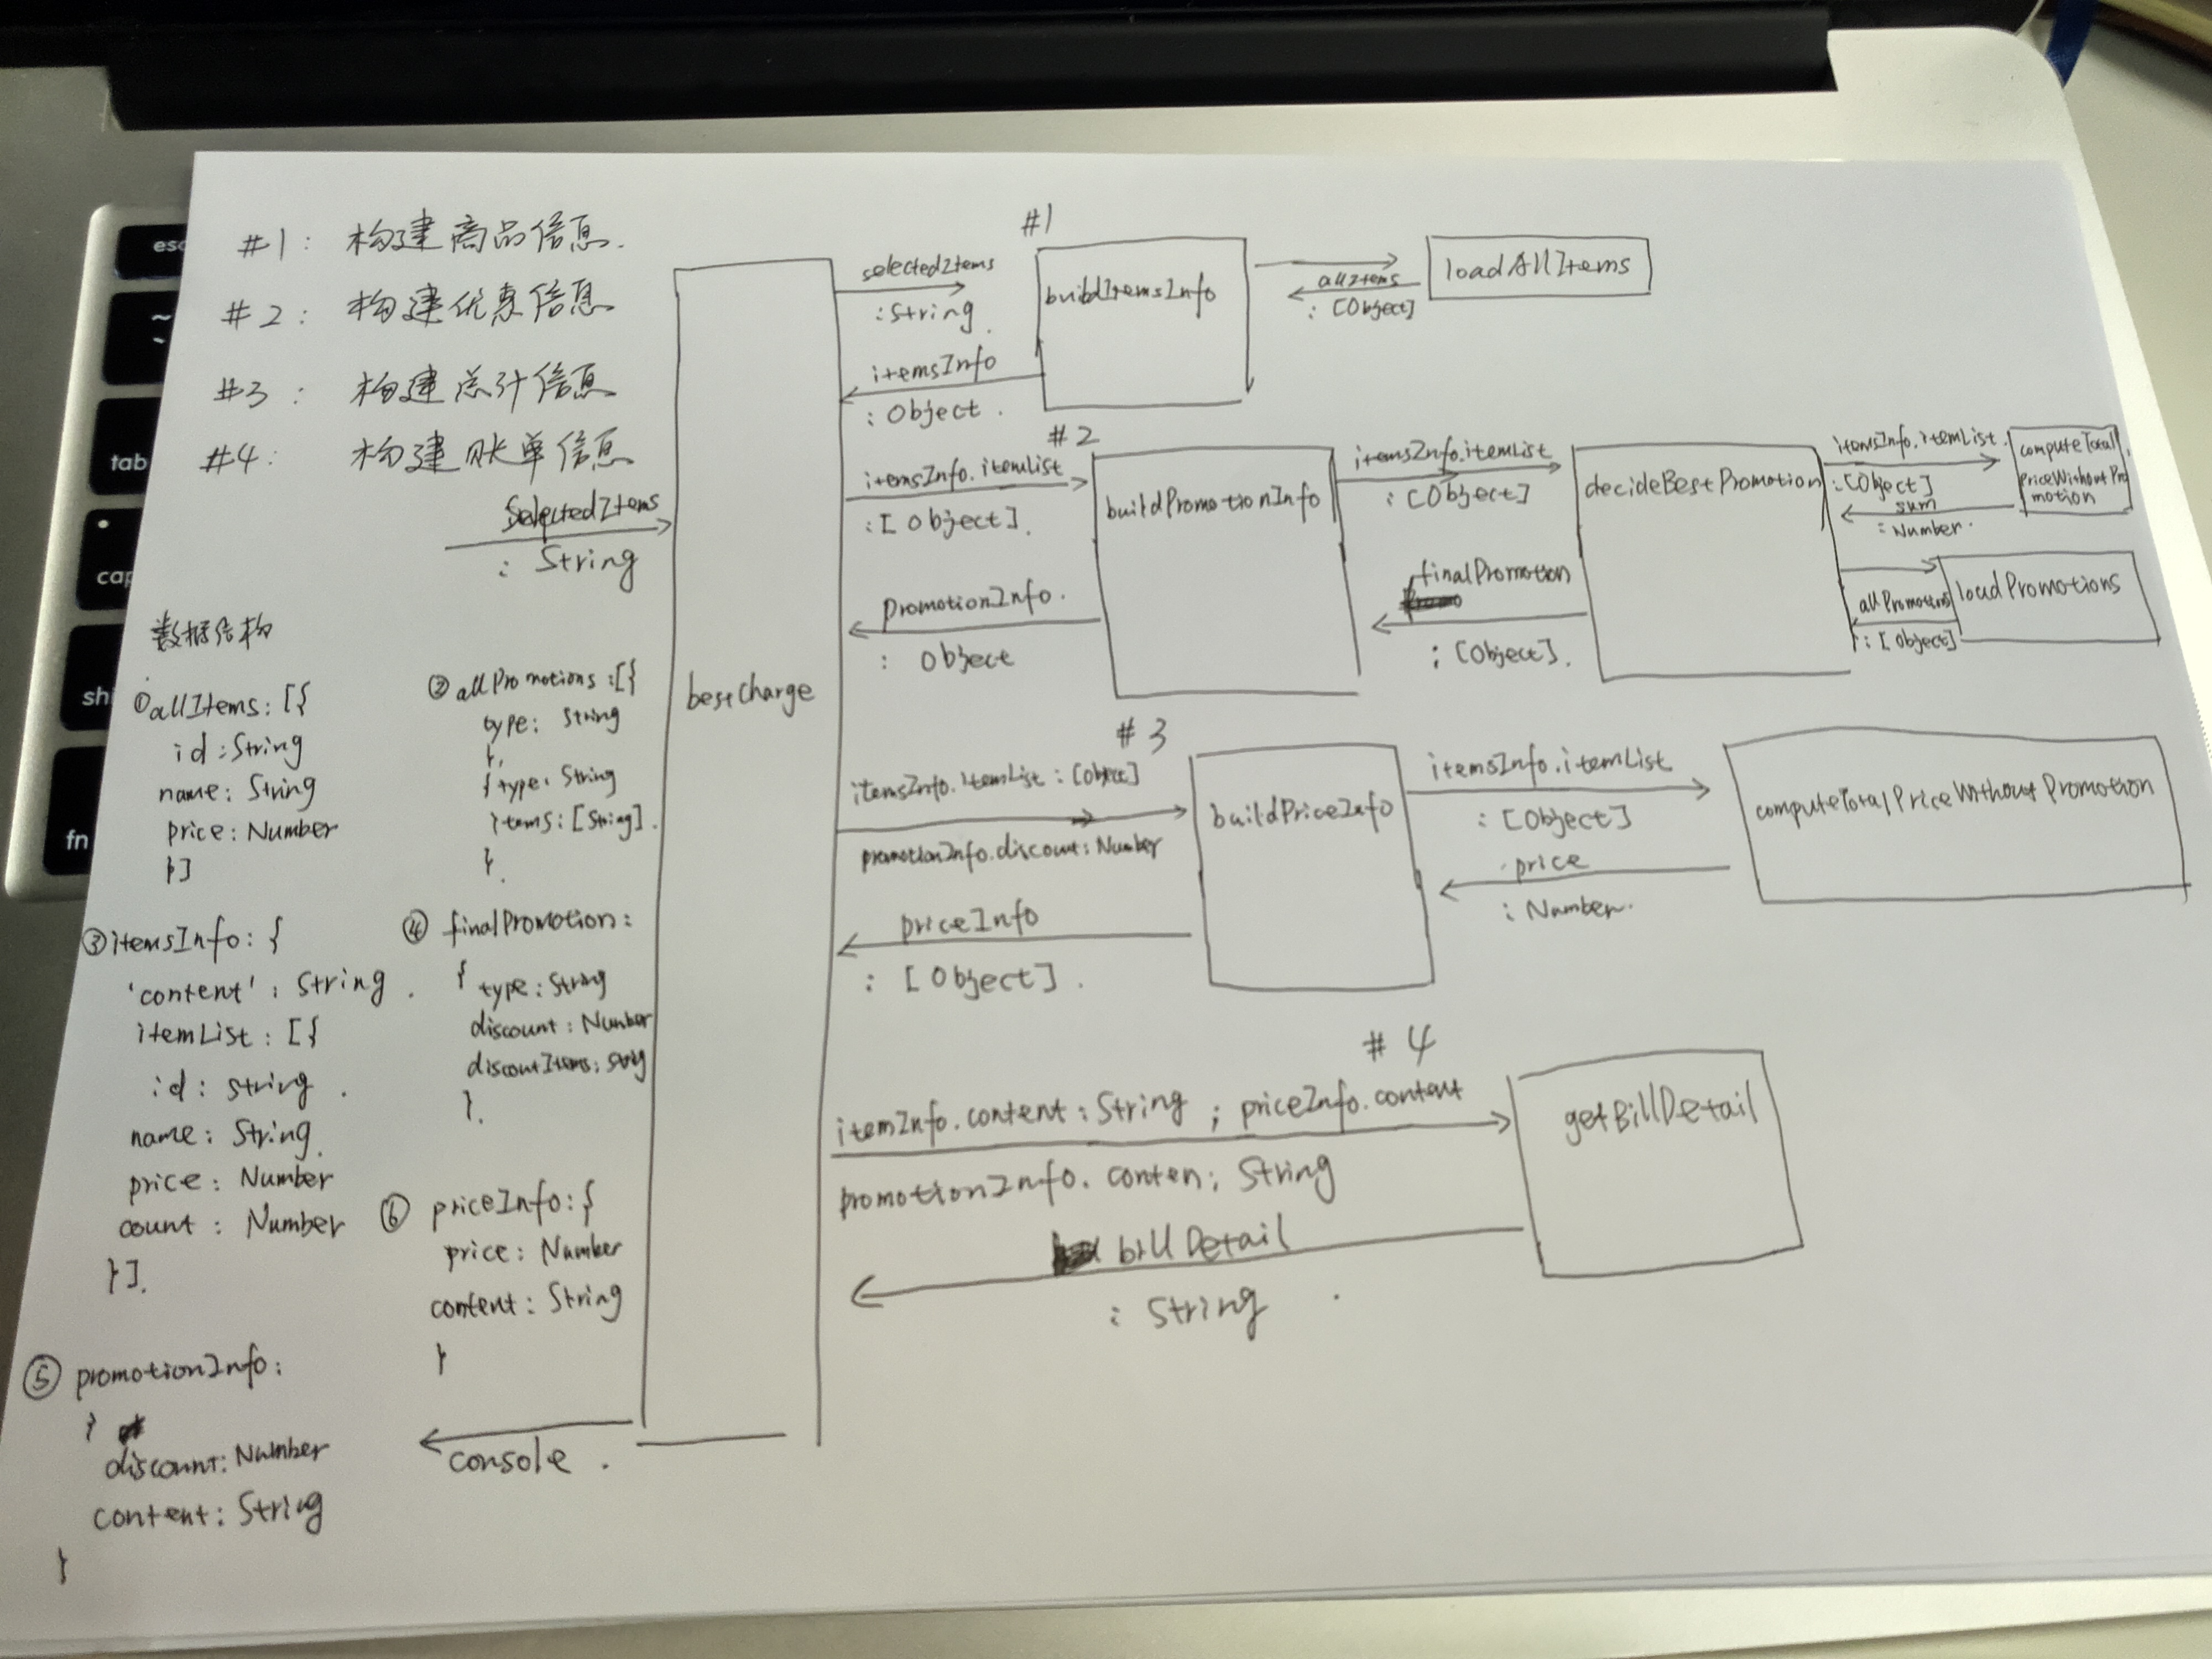 esc
~
`
tab
•
cap
shi
fn
#1: 构建商品信息.
#2: 构建优惠信息
#3: 构建总计信息
#4: 构建账单信息
SelectedItems
: String
数据结构
①allItems: [{
id: String
name: String
price: Number
}]
②allPromotions: [{
type: String
},
{type: String
items: [String].
}.
③itemsInfo: {
'content': String.
itemList: [{
id: String.
name: String.
price: Number
count: Number
}].
④ finalPromotion:
{ type: String
discount: Number
discountItems: String
}.
⑤ promotionInfo:
}
discount: Number
content: String
}
⑥ priceInfo: {
price: Number
content: String
}
console.
bestCharge
#1
selectedItems
: String.
itemsInfo
: Object.
buildItemsInfo
allItems
: [Object]
loadAllItems
#2
itemsInfo.itemList
: [Object].
promotionInfo.
: Object
buildPromotionInfo
itemsInfo.itemList
: [Object]
finalPromotion
: [Object].
decideBestPromotion
itemsInfo.itemList.
: [Object]
sum
: Number.
computeTotal
PriceWithoutPro
motion
allPromotions
: [Object]
loadPromotions
#3
itemsInfo.itemList: [Object]
promotionInfo.discount: Number
priceInfo
: [Object].
buildPriceInfo
itemsInfo.itemList
: [Object]
price
: Number.
computeTotalPriceWithoutPromotion
#4
itemInfo.content: String ; priceInfo.content
promotionInfo.conten; String
billDetail
: String.
getBillDetail